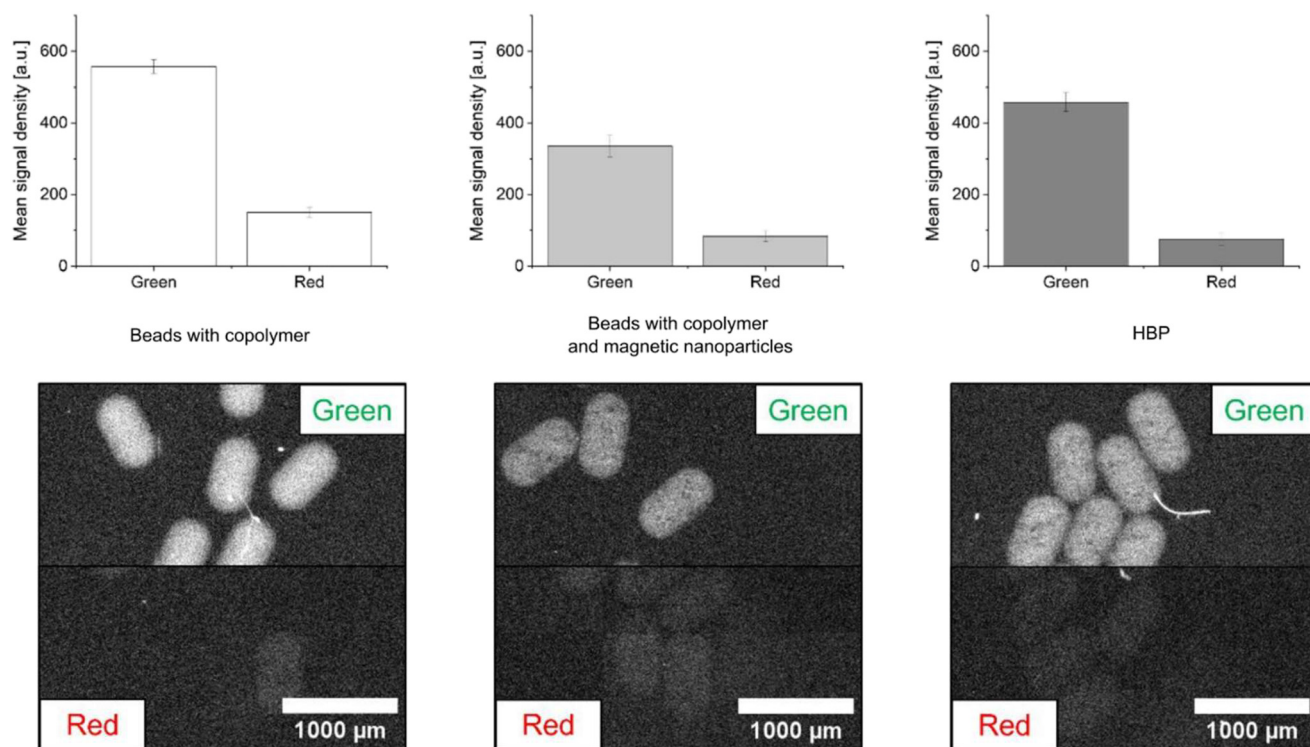 Mean signal density [a.u.]
600
400
200
0
Green
Red
Beads with copolymer
Mean signal density [a.u.]
600
400
200
0
Green
Red
Beads with copolymer
and magnetic nanoparticles
Mean signal density [a.u.]
600
400
200
0
Green
Red
HBP
Green
Red
1000 µm
Green
Red
1000 µm
Green
Red
1000 µm